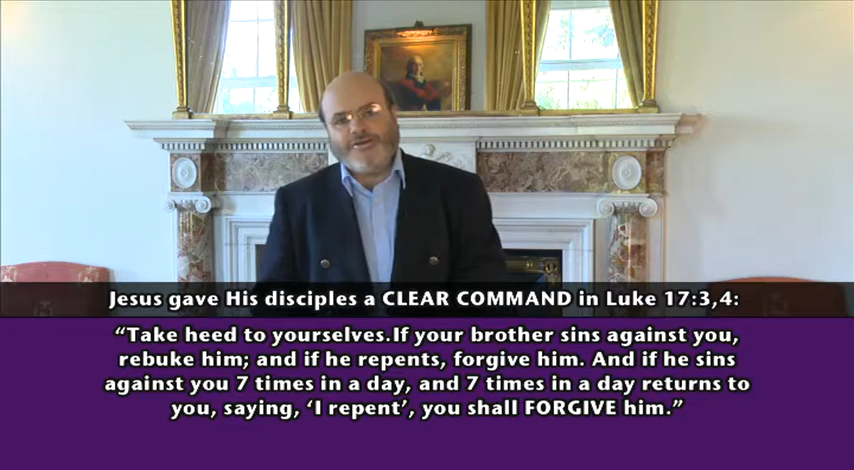 Jesus gave His disciples a CLEAR COMMAND in Luke 17:3,4:
“Take heed to yourselves.If your brother sins against you,
rebuke him; and if he repents, forgive him. And if he sins
against you 7 times in a day, and 7 times in a day returns to
you, saying, ‘I repent’, you shall FORGIVE him.”